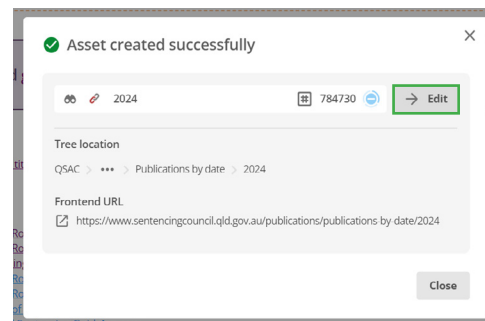 Asset created successfully
2024 # 784730 → Edit
Tree location
QSAC > ••• > Publications by date > 2024
Frontend URL
https://www.sentencingcouncil.qld.gov.au/publications/publications-by-date/2024
Close